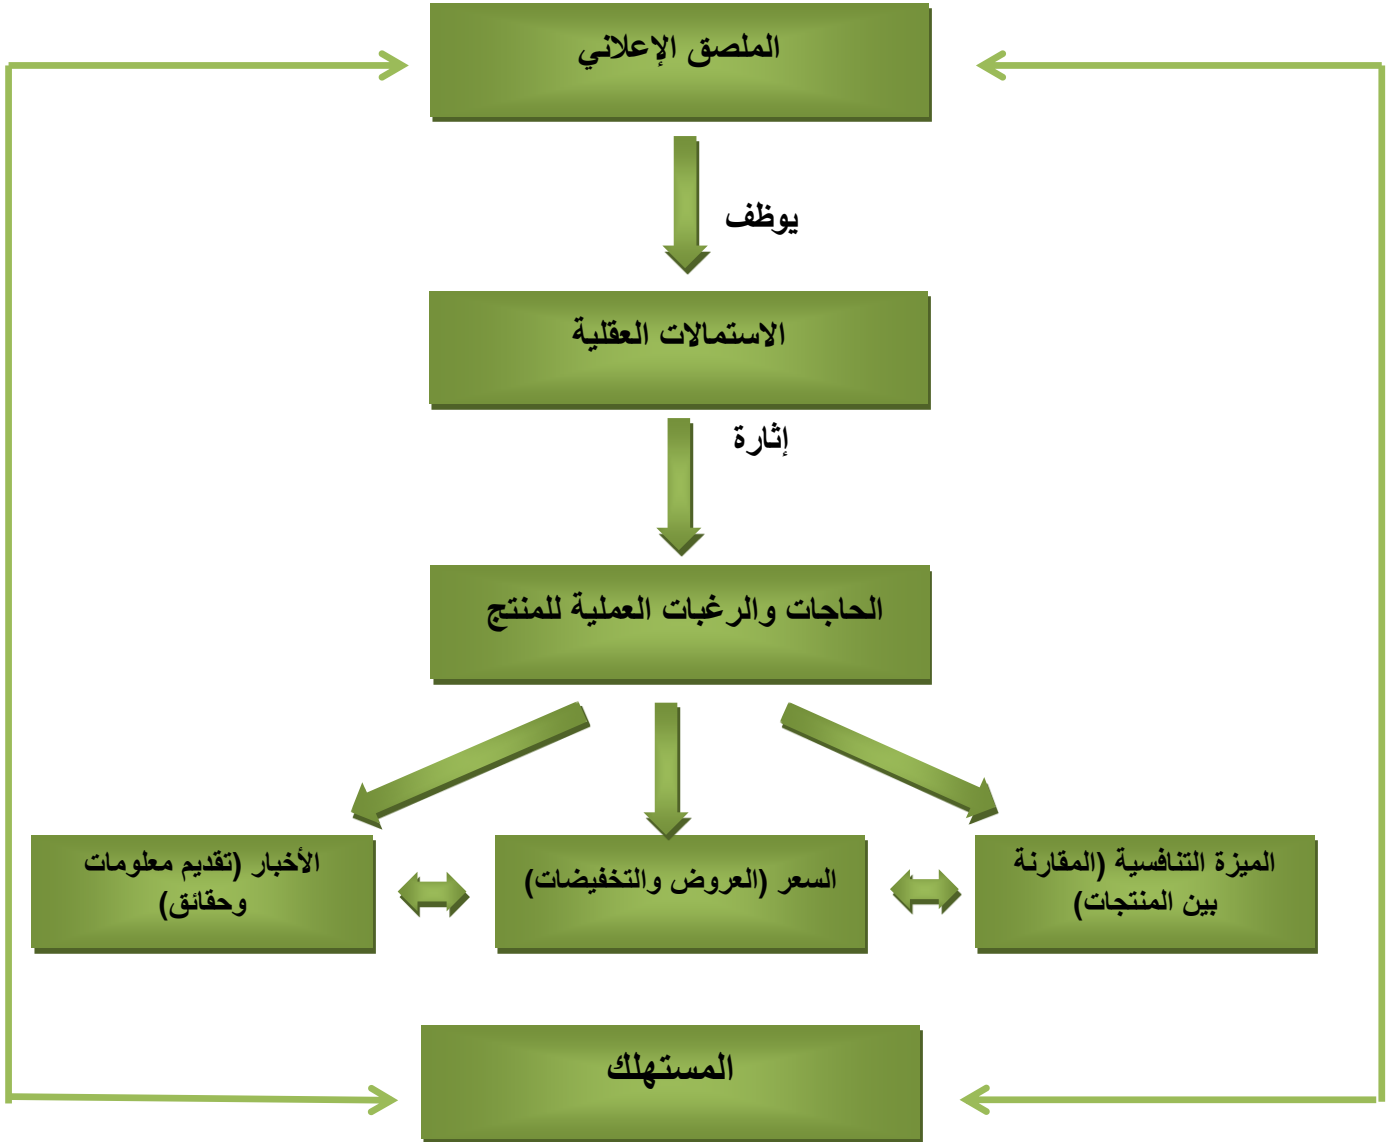 الملصق الإعلاني
يوظف
الاستمالات العقلية
إثارة
الحاجات والرغبات العملية للمنتج
الميزة التنافسية (المقارنة
بين المنتجات)
السعر (العروض والتخفيضات)
الأخبار (تقديم معلومات
وحقائق)
المستهلك